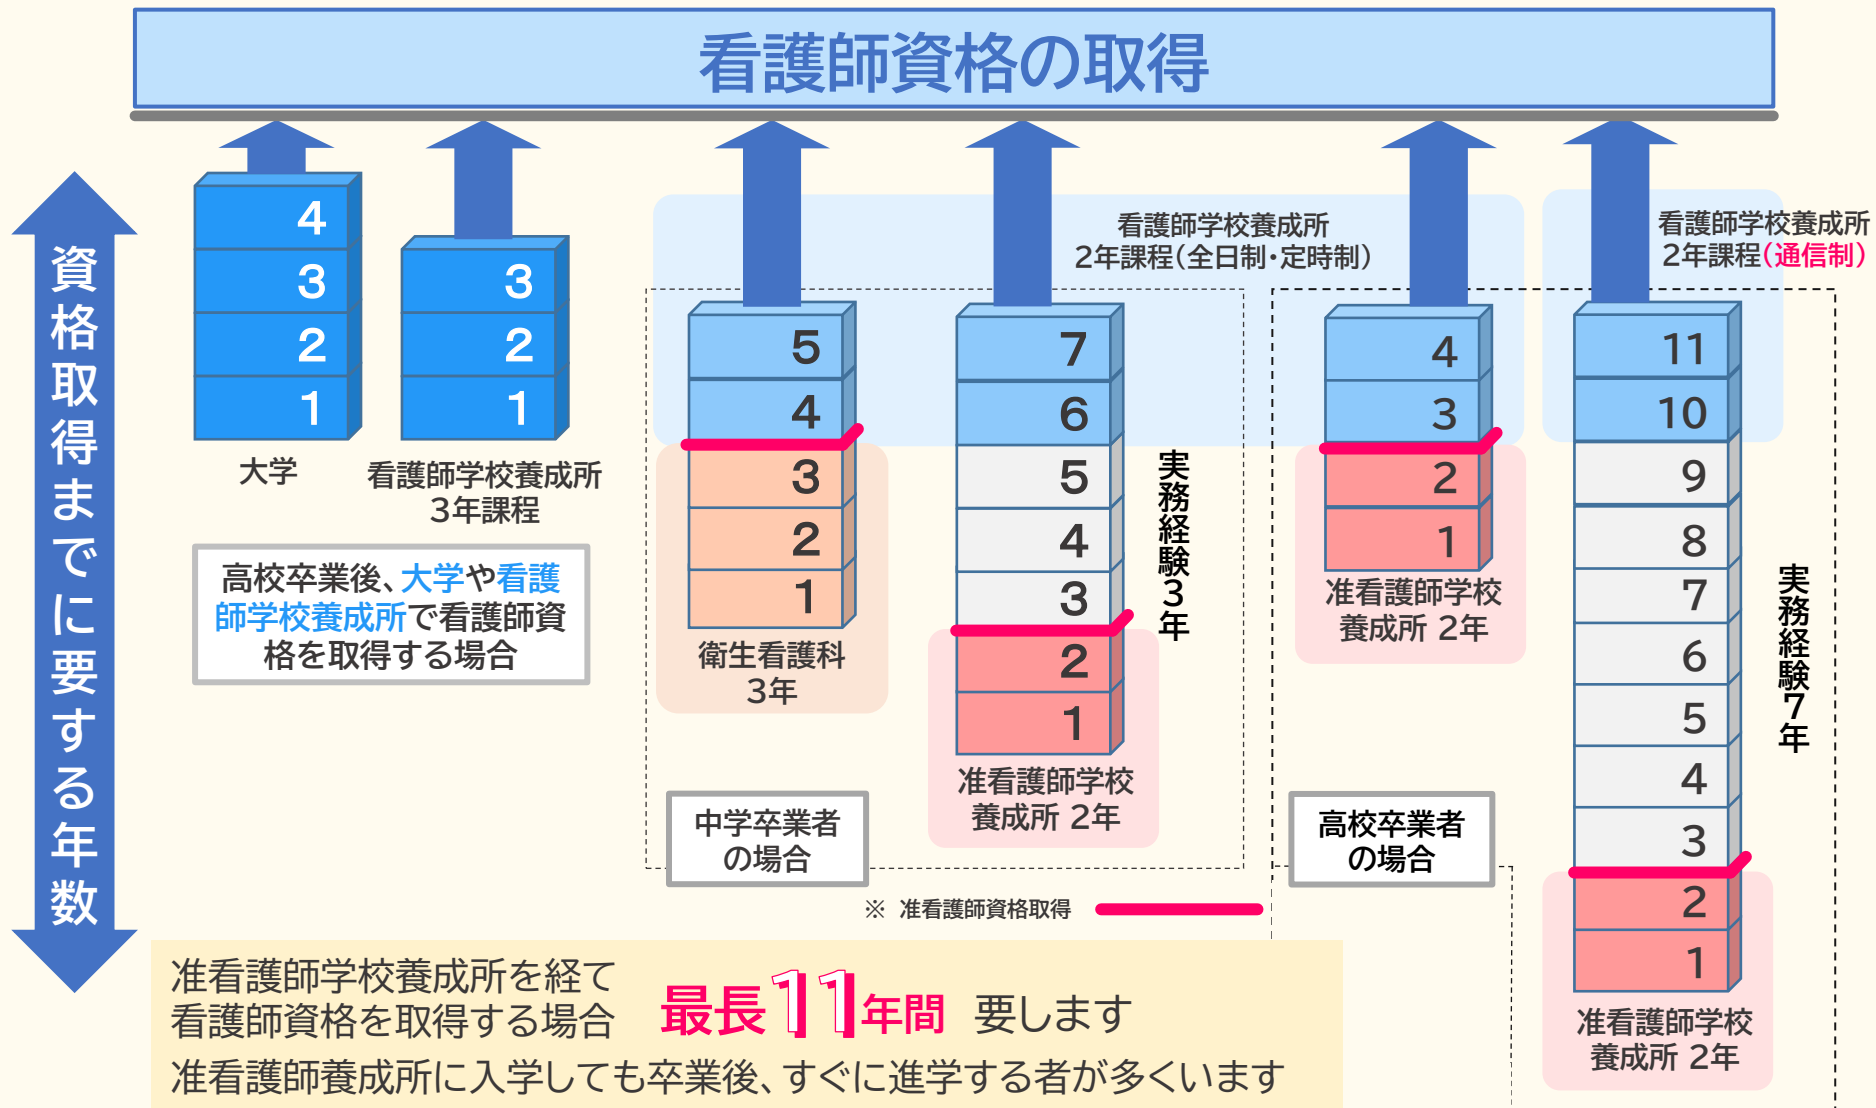 看護師資格の取得
資格取得までに要する年数
4
3
2
1
大学
3
2
1
看護師学校養成所
3年課程
高校卒業後、大学や看護
師学校養成所で看護師資
格を取得する場合
看護師学校養成所
2年課程(全日制・定時制)
5
4
3
2
1
衛生看護科
3年
7
6
5
4
3
2
1
実務経験3年
准看護師学校
養成所 2年
中学卒業者
の場合
4
3
2
1
准看護師学校
養成所 2年
高校卒業者
の場合
看護師学校養成所
2年課程(通信制)
11
10
9
8
7
6
5
4
3
2
1
実務経験7年
准看護師学校
養成所 2年
※ 准看護師資格取得
准看護師学校養成所を経て
看護師資格を取得する場合 最長11年間 要します
准看護師養成所に入学しても卒業後、すぐに進学する者が多くいます